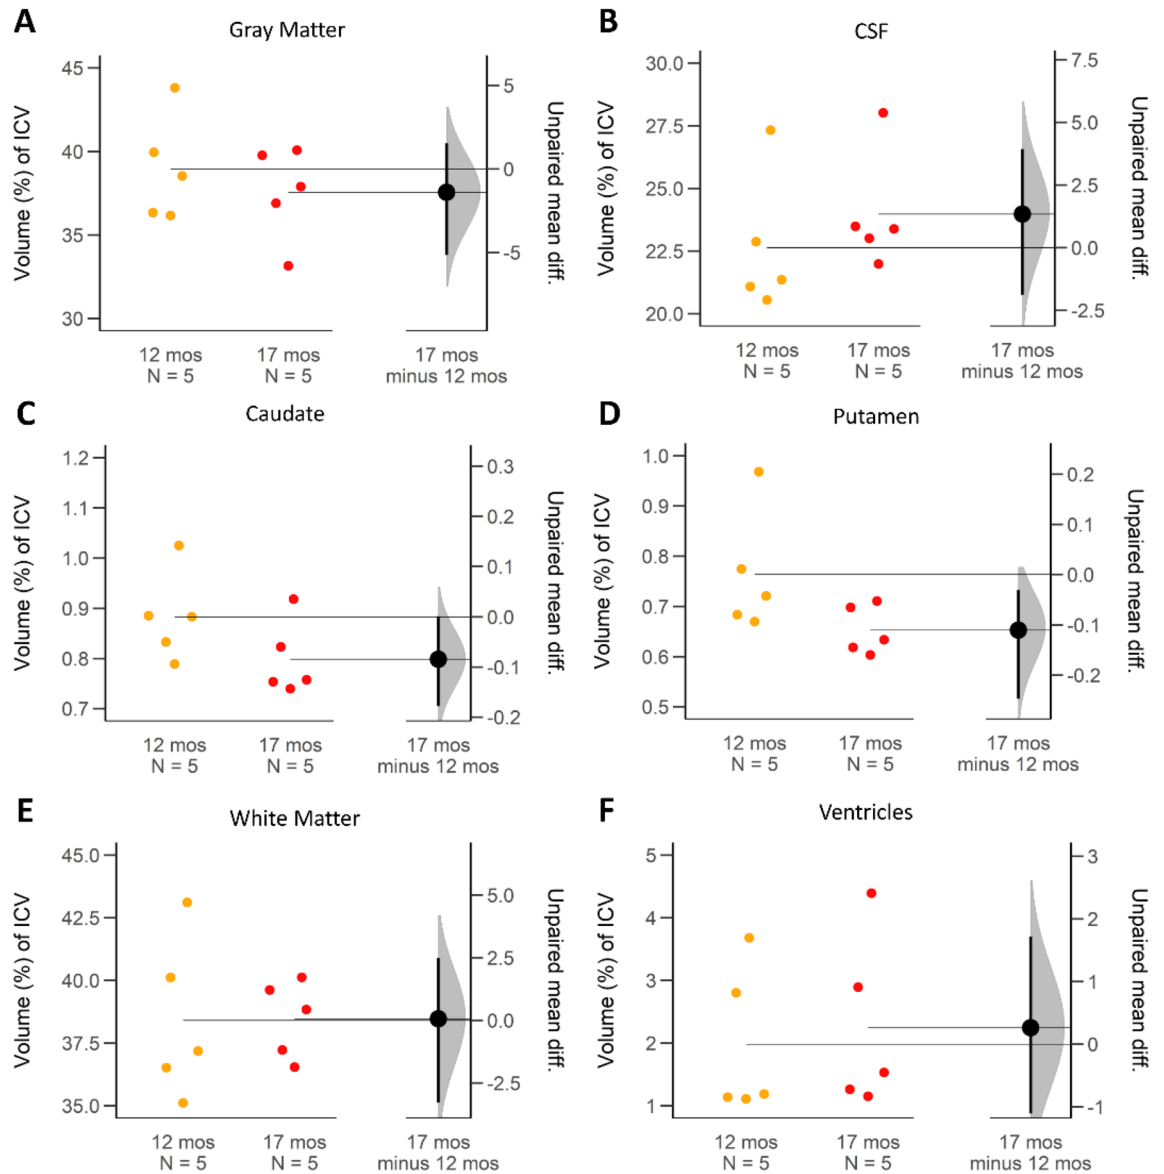 A
Gray Matter
Volume (%) of ICV
45
40
35
30
5
0
-5
Unpaired mean diff.
12 mos
N = 5
17 mos
N = 5
17 mos
minus 12 mos
B
CSF
Volume (%) of ICV
30.0
27.5
25.0
22.5
20.0
7.5
5.0
2.5
0.0
-2.5
Unpaired mean diff.
12 mos
N = 5
17 mos
N = 5
17 mos
minus 12 mos
C
Caudate
Volume (%) of ICV
1.2
1.1
1.0
0.9
0.8
0.7
0.3
0.2
0.1
0.0
-0.1
-0.2
Unpaired mean diff.
12 mos
N = 5
17 mos
N = 5
17 mos
minus 12 mos
D
Putamen
Volume (%) of ICV
1.0
0.9
0.8
0.7
0.6
0.5
0.2
0.1
0.0
-0.1
-0.2
Unpaired mean diff.
12 mos
N = 5
17 mos
N = 5
17 mos
minus 12 mos
E
White Matter
Volume (%) of ICV
45.0
42.5
40.0
37.5
35.0
5.0
2.5
0.0
-2.5
Unpaired mean diff.
12 mos
N = 5
17 mos
N = 5
17 mos
minus 12 mos
F
Ventricles
Volume (%) of ICV
5
4
3
2
1
3
2
1
0
-1
Unpaired mean diff.
12 mos
N = 5
17 mos
N = 5
17 mos
minus 12 mos